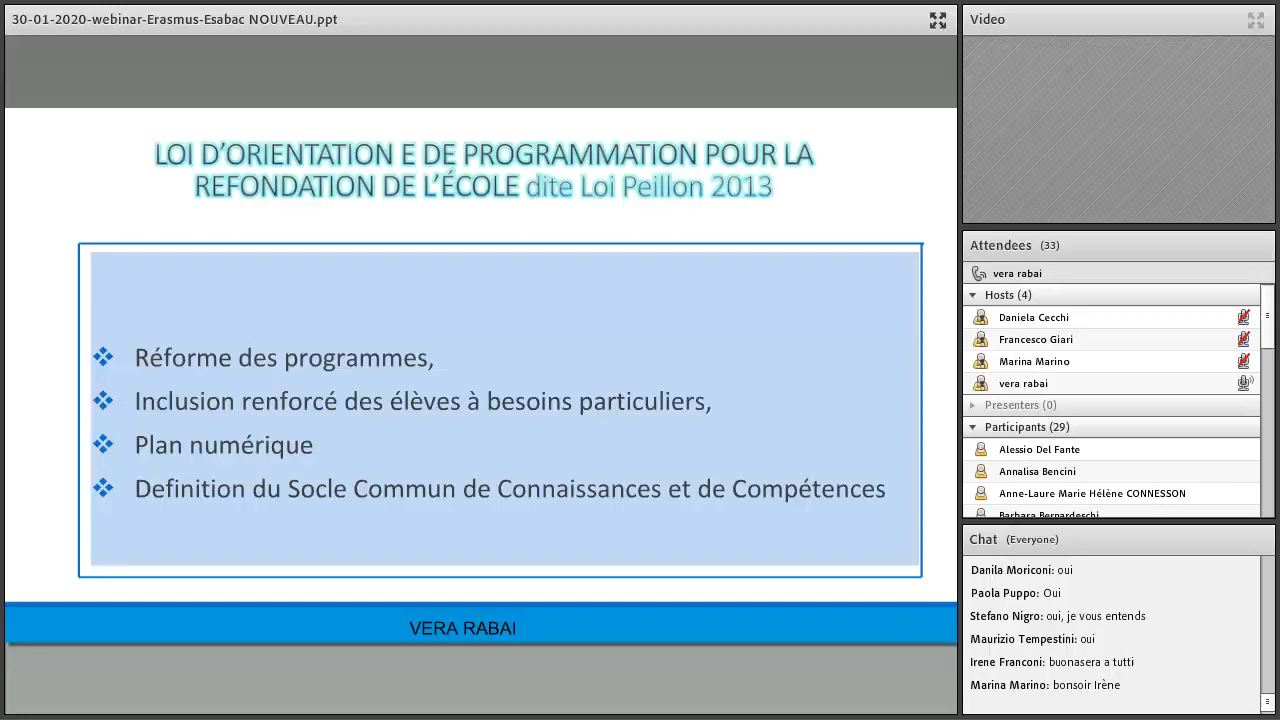 30-01-2020-webinar-Erasmus-Esabac NOUVEAU.ppt
LOI D’ORIENTATION E DE PROGRAMMATION POUR LA
REFONDATION DE L’ÉCOLE dite Loi Peillon 2013
Réforme des programmes,
Inclusion renforcé des élèves à besoins particuliers,
Plan numérique
Definition du Socle Commun de Connaissances et de Compétences
VERA RABAI
Video
Attendees (33)
vera rabai
Hosts (4)
Daniela Cecchi
Francesco Giari
Marina Marino
vera rabai
Presenters (0)
Participants (29)
Alessio Del Fante
Annalisa Bencini
Anne-Laure Marie Hélène CONNESSON
Barbara Bernardeschi
Chat (Everyone)
Danila Moriconi: oui
Paola Puppo: Oui
Stefano Nigro: oui, je vous entends
Maurizio Tempestini: oui
Irene Franconi: buonasera a tutti
Marina Marino: bonsoir Irène